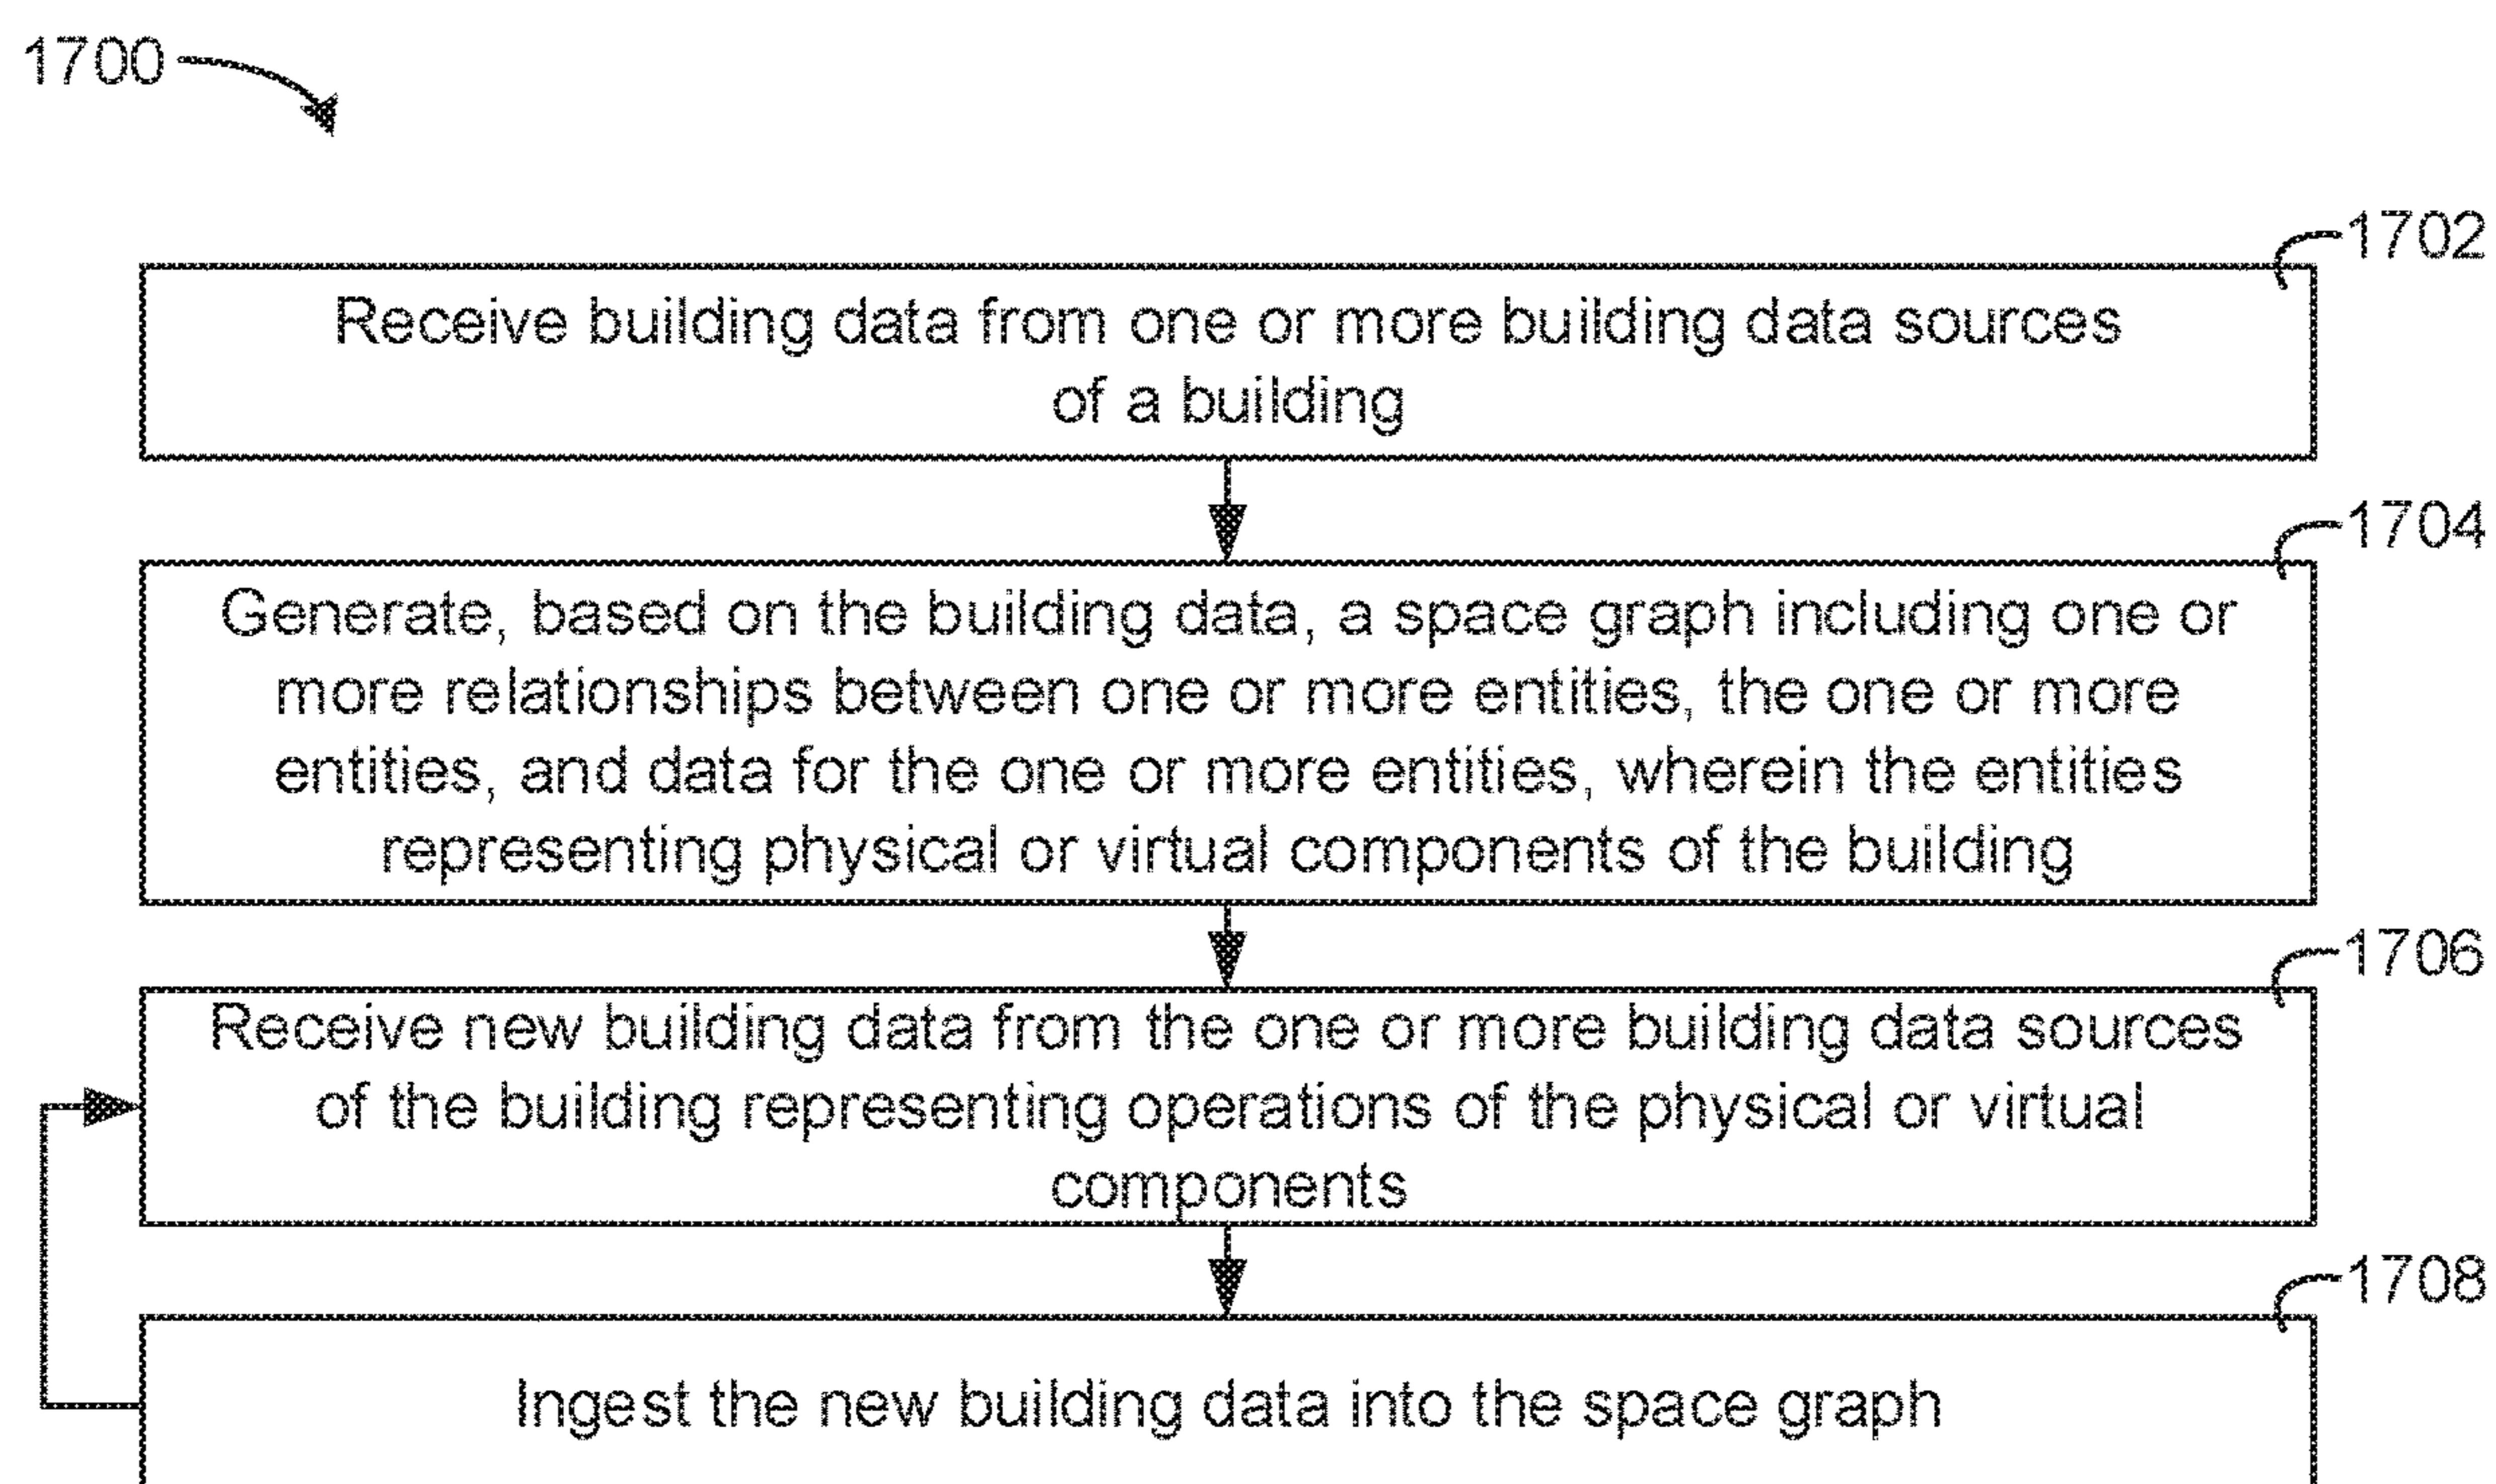 1700
1702
Receive building data from one or more building data sources
of a building
1704
Generate, based on the building data, a space graph including one or
more relationships between one or more entities, the one or more
entities, and data for the one or more entities, wherein the entities
representing physical or virtual components of the building
1706
Receive new building data from the one or more building data sources
of the building representing operations of the physical or virtual
components
1708
Ingest the new building data into the space graph